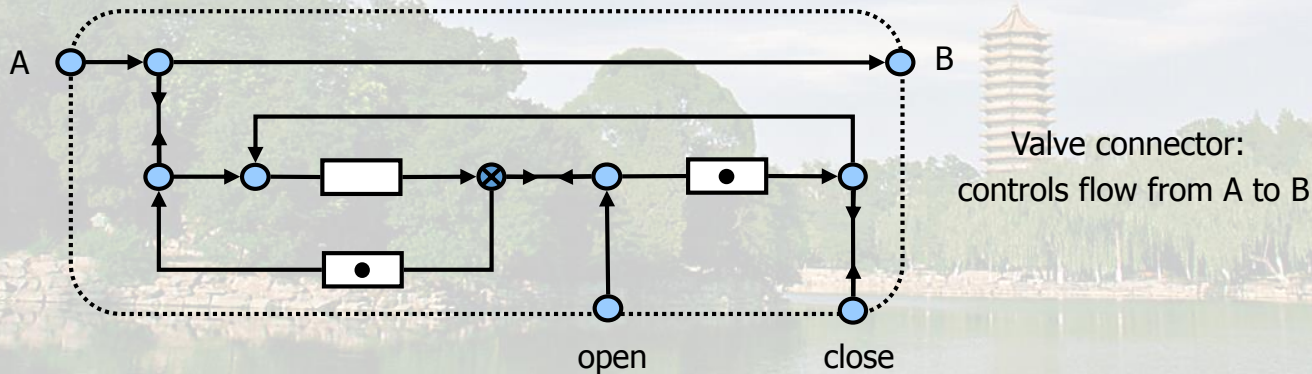 A
B
Valve connector:
controls flow from A to B
open
close